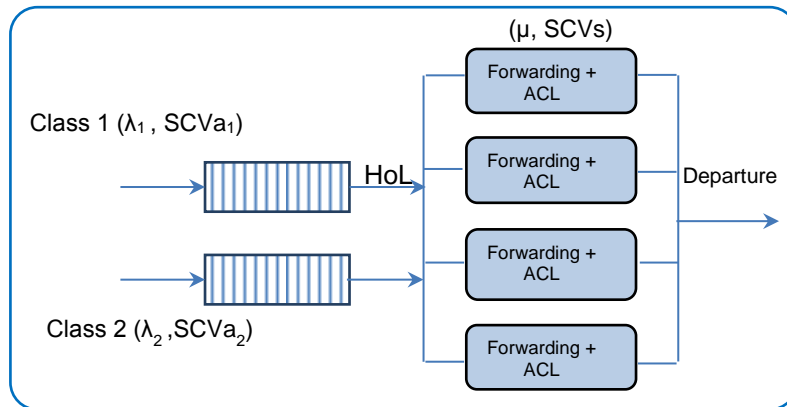 (μ, SCVs)
Forwarding +
ACL
Class 1 (λ₁ , SCVa₁)
HoL
Forwarding +
ACL
Departure
Forwarding +
ACL
Class 2 (λ₂ ,SCVa₂)
Forwarding +
ACL